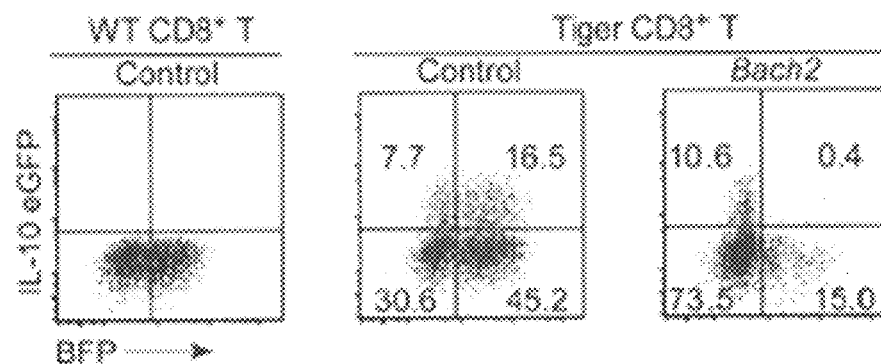 WT CD8⁺ T Tiger CD8⁺ T
Control Control Bach2
IL-10 eGFP
7.7 16.5 10.6 0.4
30.6 45.2 73.5 15.0
BFP